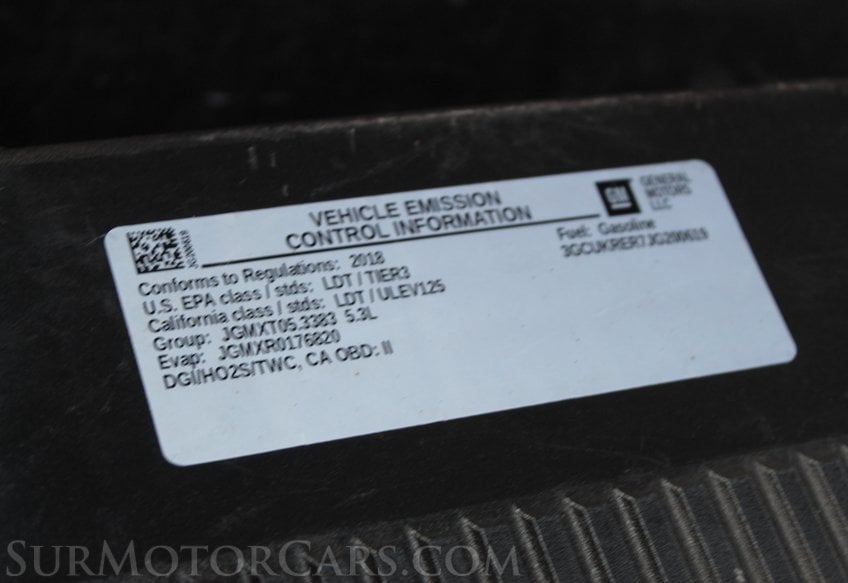 VEHICLE EMISSION
CONTROL INFORMATION
GM
GENERAL
MOTORS
LLC
JG200619
Fuel: Gasoline
3GCUKRER7JG200619
Conforms to Regulations: 2018
U.S. EPA class / stds: LDT / TIER3
California class / stds: LDT / ULEV125
Group: JGMXT05.3383 5.3L
Evap: JGMXR0176820
DGI/HO2S/TWC, CA OBD: II
SURMOTORCARS.COM